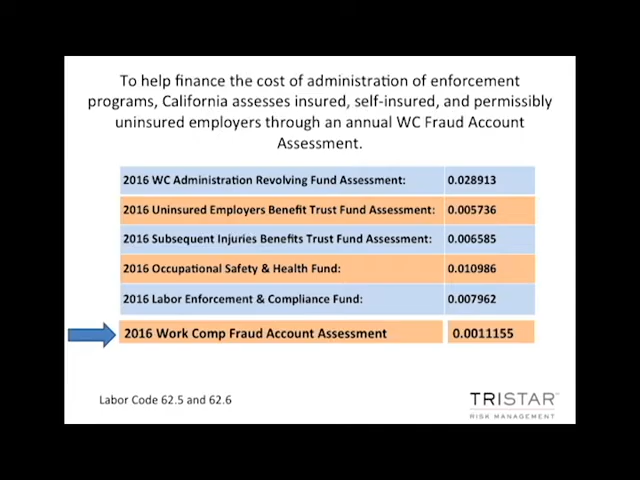 To help finance the cost of administration of enforcement
programs, California assesses insured, self-insured, and permissibly
uninsured employers through an annual WC Fraud Account
Assessment.
2016 WC Administration Revolving Fund Assessment: 0.028913
2016 Uninsured Employers Benefit Trust Fund Assessment: 0.005736
2016 Subsequent Injuries Benefits Trust Fund Assessment: 0.006585
2016 Occupational Safety & Health Fund: 0.010986
2016 Labor Enforcement & Compliance Fund: 0.007962
2016 Work Comp Fraud Account Assessment 0.0011155
Labor Code 62.5 and 62.6
TRISTAR
RISK MANAGEMENT